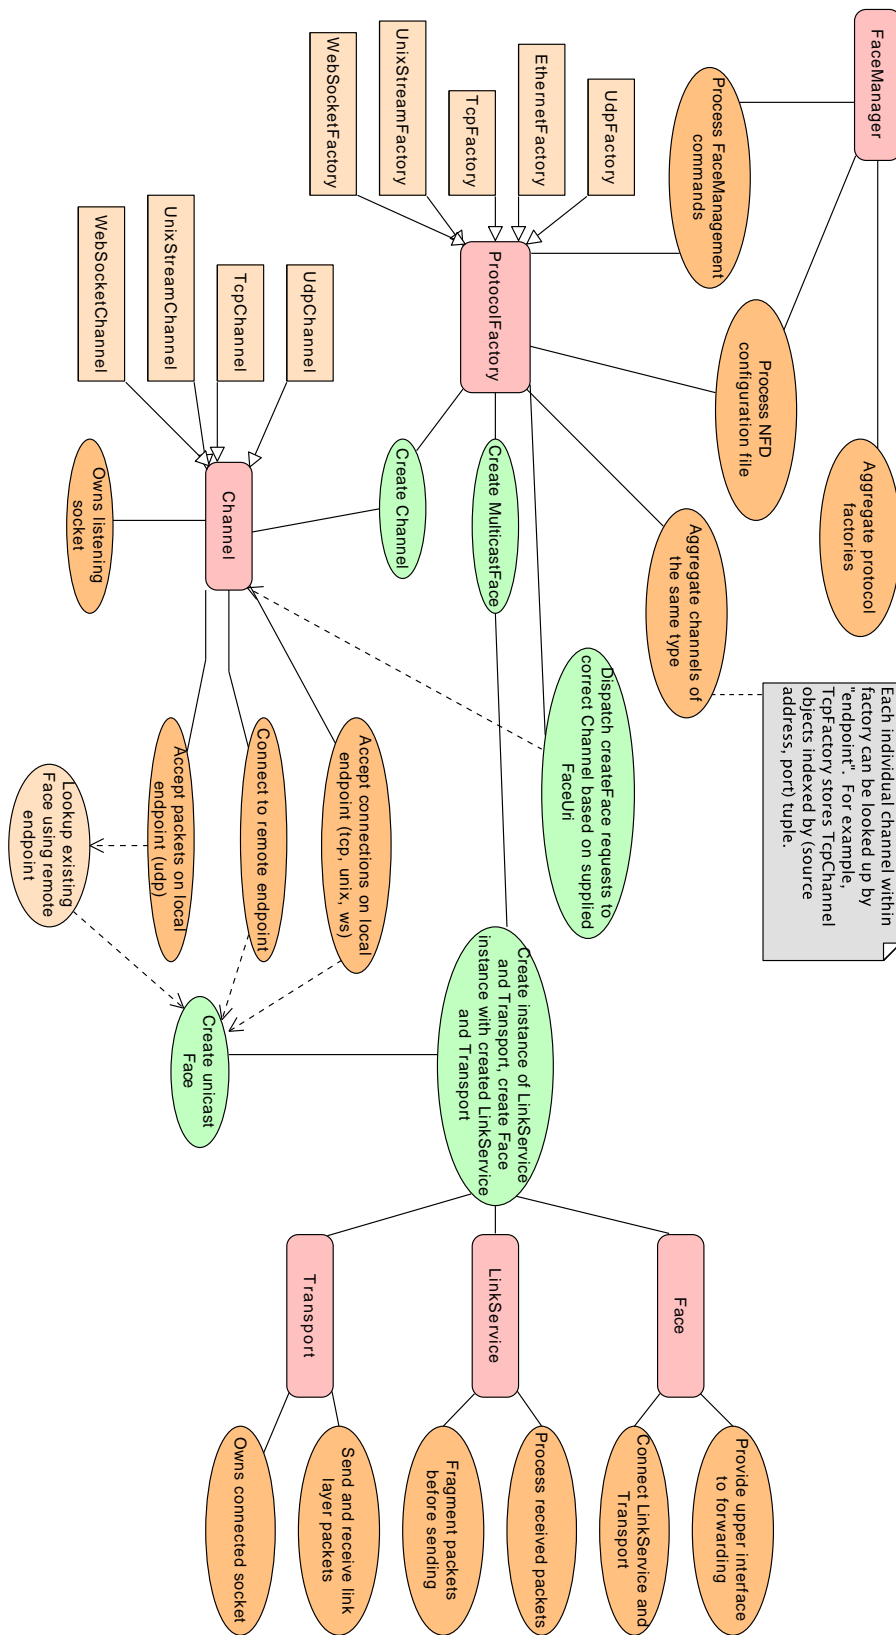 FaceManager
Process FaceManagement
commands
Process NFD
configuration file
Aggregate protocol
factories
UdpFactory
EthernetFactory
TcpFactory
UnixStreamFactory
WebSocketFactory
ProtocolFactory
Create Channel
Create MulticastFace
Aggregate channels of
the same type
Each individual channel within
factory can be looked up by
"endpoint". For example,
TcpFactory stores TcpChannel
objects indexed by (source
address, port) tuple.
Dispatch createFace requests to
correct Channel based on supplied
FaceUri
UdpChannel
TcpChannel
UnixStreamChannel
WebSocketChannel
Channel
Owns listening
socket
Accept connections on local
endpoint (tcp, unix, ws)
Connect to remote endpoint
Accept packets on local
endpoint (udp)
Lookup existing
Face using remote
endpoint
Create unicast
Face
Create instance of LinkService
and Transport, create Face
instance with created LinkService
and Transport
Face
LinkService
Transport
Provide upper interface
to forwarding
Connect LinkService and
Transport
Process received packets
Fragment packets
before sending
Send and receive link
layer packets
Owns connected socket